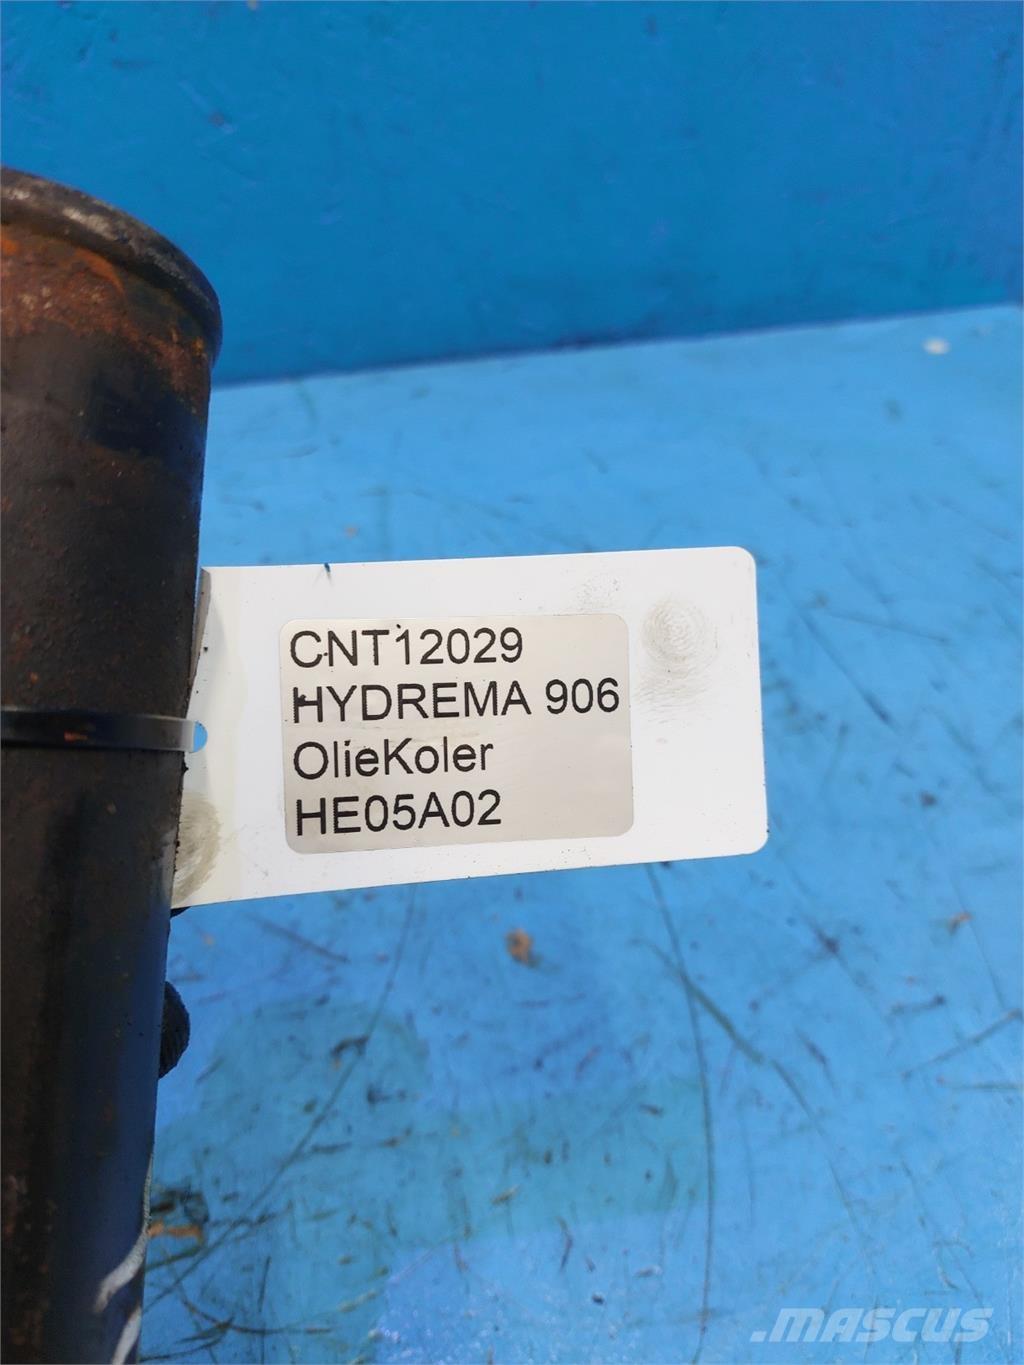 CNT12029
HYDREMA 906
OlieKoler
HE05A02
MASCUS